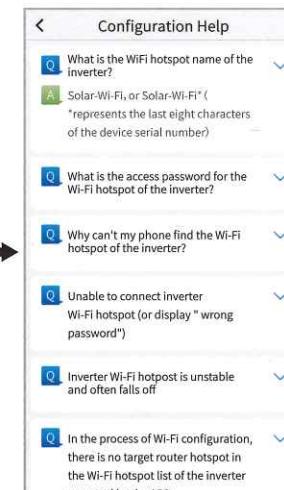 Configuration Help
Q What is the WiFi hotspot name of the
inverter?
A Solar-Wi-Fi, or Solar-Wi-Fi* (
*represents the last eight characters
of the device serial number)
Q What is the access password for the
Wi-Fi hotspot of the inverter?
Q Why can't my phone find the Wi-Fi
hotspot of the inverter?
Q Unable to connect inverter
Wi-Fi hotspot (or display " wrong
password")
Q Inverter Wi-Fi hotpost is unstable
and often falls off
Q In the process of Wi-Fi configuration,
there is no target router hotspot in
the Wi-Fi hotspot list of the inverter